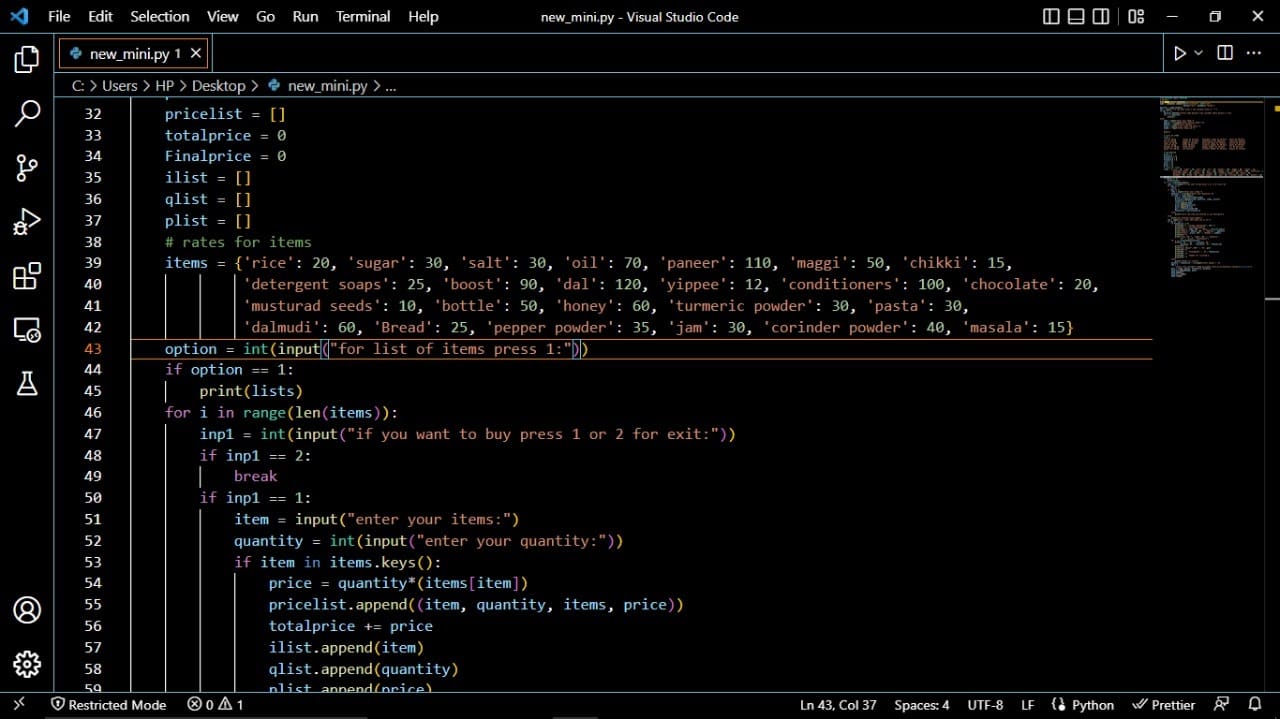 File Edit Selection View Go Run Terminal Help new_mini.py - Visual Studio Code
new_mini.py 1
C: > Users > HP > Desktop > new_mini.py > ...
32 pricelist = []
33 totalprice = 0
34 Finalprice = 0
35 ilist = []
36 qlist = []
37 plist = []
38 # rates for items
39 items = {'rice': 20, 'sugar': 30, 'salt': 30, 'oil': 70, 'paneer': 110, 'maggi': 50, 'chikki': 15,
40 'detergent soaps': 25, 'boost': 90, 'dal': 120, 'yippee': 12, 'conditioners': 100, 'chocolate': 20,
41 'musturad seeds': 10, 'bottle': 50, 'honey': 60, 'turmeric powder': 30, 'pasta': 30,
42 'dalmudi': 60, 'Bread': 25, 'pepper powder': 35, 'jam': 30, 'corinder powder': 40, 'masala': 15}
43 option = int(input("for list of items press 1:"))
44 if option == 1:
45 print(lists)
46 for i in range(len(items)):
47 inp1 = int(input("if you want to buy press 1 or 2 for exit:"))
48 if inp1 == 2:
49 break
50 if inp1 == 1:
51 item = input("enter your items:")
52 quantity = int(input("enter your quantity:"))
53 if item in items.keys():
54 price = quantity*(items[item])
55 pricelist.append((item, quantity, items, price))
56 totalprice += price
57 ilist.append(item)
58 qlist.append(quantity)
59 plist.append(price)
Restricted Mode 0 1 Ln 43, Col 37 Spaces: 4 UTF-8 LF Python Prettier